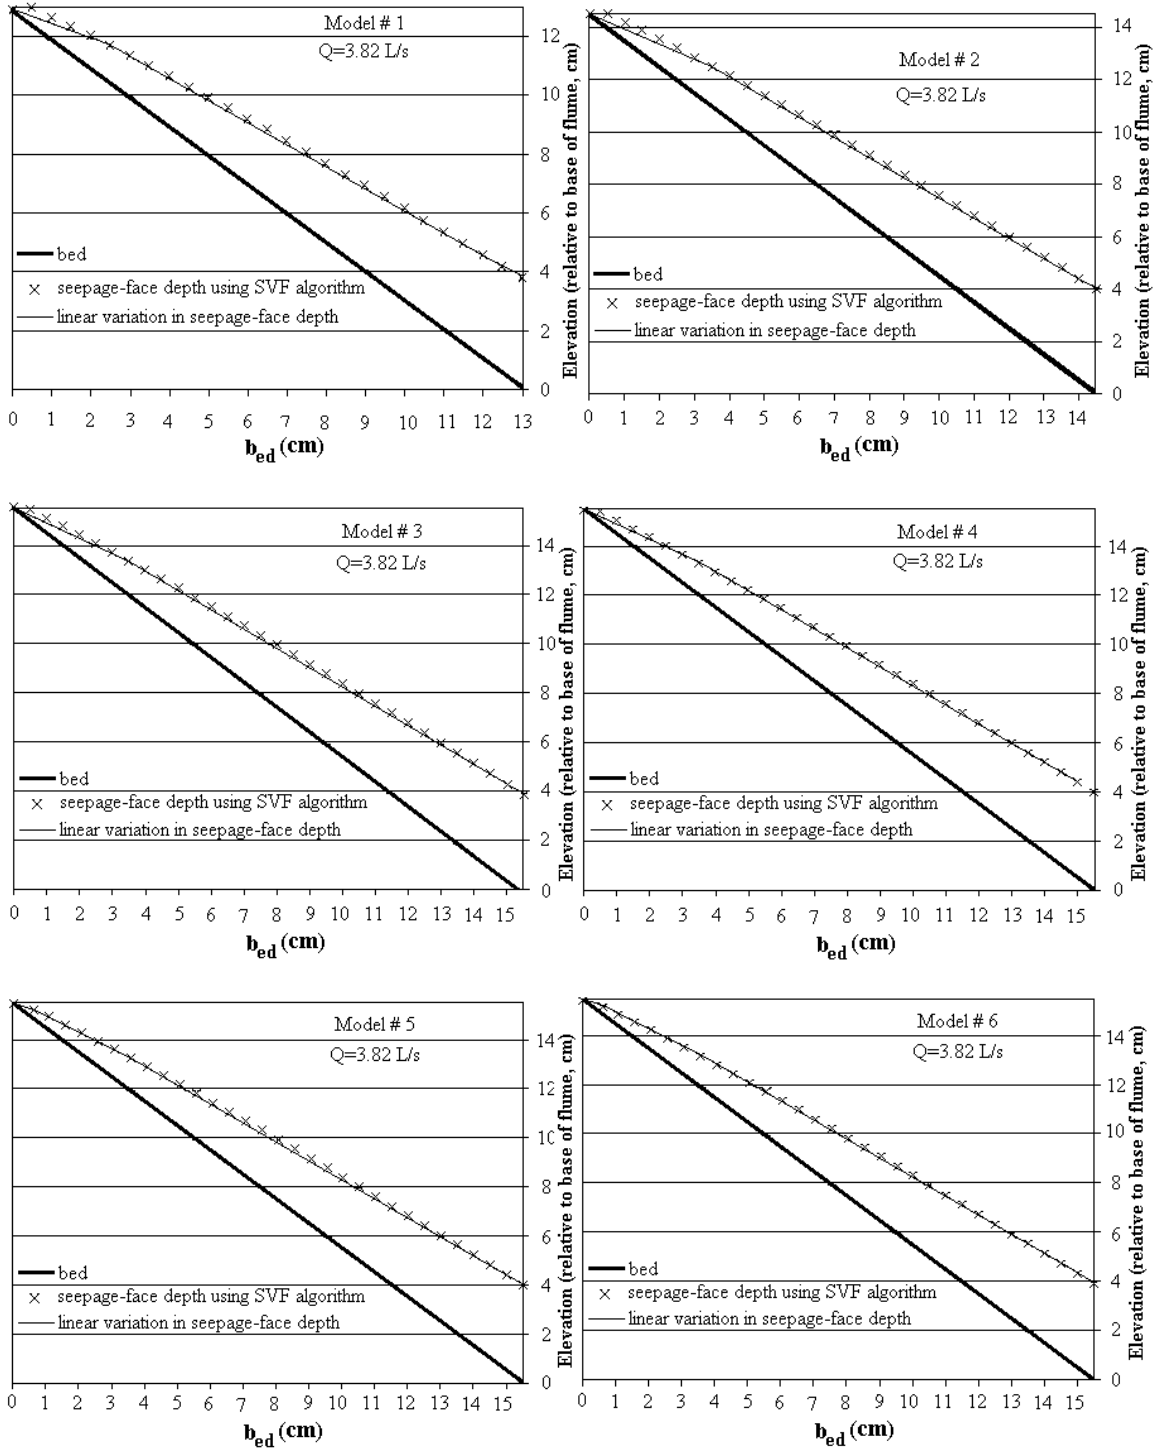 Model # 1
Q=3.82 L/s
12
10
8
6
4
2
0
bed
seepage-face depth using SVF algorithm
linear variation in seepage-face depth
0 1 2 3 4 5 6 7 8 9 10 11 12 13
b_ed (cm)
Elevation (relative to base of flume, cm)
Model # 2
Q=3.82 L/s
14
12
10
8
6
4
2
0
bed
seepage-face depth using SVF algorithm
linear variation in seepage-face depth
0 1 2 3 4 5 6 7 8 9 10 11 12 13 14
b_ed (cm)
Elevation (relative to base of flume, cm)
Model # 3
Q=3.82 L/s
14
12
10
8
6
4
2
0
bed
seepage-face depth using SVF algorithm
linear variation in seepage-face depth
0 1 2 3 4 5 6 7 8 9 10 11 12 13 14 15
b_ed (cm)
Elevation (relative to base of flume, cm)
Model # 4
Q=3.82 L/s
14
12
10
8
6
4
2
0
bed
seepage-face depth using SVF algorithm
linear variation in seepage-face depth
0 1 2 3 4 5 6 7 8 9 10 11 12 13 14 15
b_ed (cm)
Elevation (relative to base of flume, cm)
Model # 5
Q=3.82 L/s
14
12
10
8
6
4
2
0
bed
seepage-face depth using SVF algorithm
linear variation in seepage-face depth
0 1 2 3 4 5 6 7 8 9 10 11 12 13 14 15
b_ed (cm)
Elevation (relative to base of flume, cm)
Model # 6
Q=3.82 L/s
14
12
10
8
6
4
2
0
bed
seepage-face depth using SVF algorithm
linear variation in seepage-face depth
0 1 2 3 4 5 6 7 8 9 10 11 12 13 14 15
b_ed (cm)
Elevation (relative to base of flume, cm)